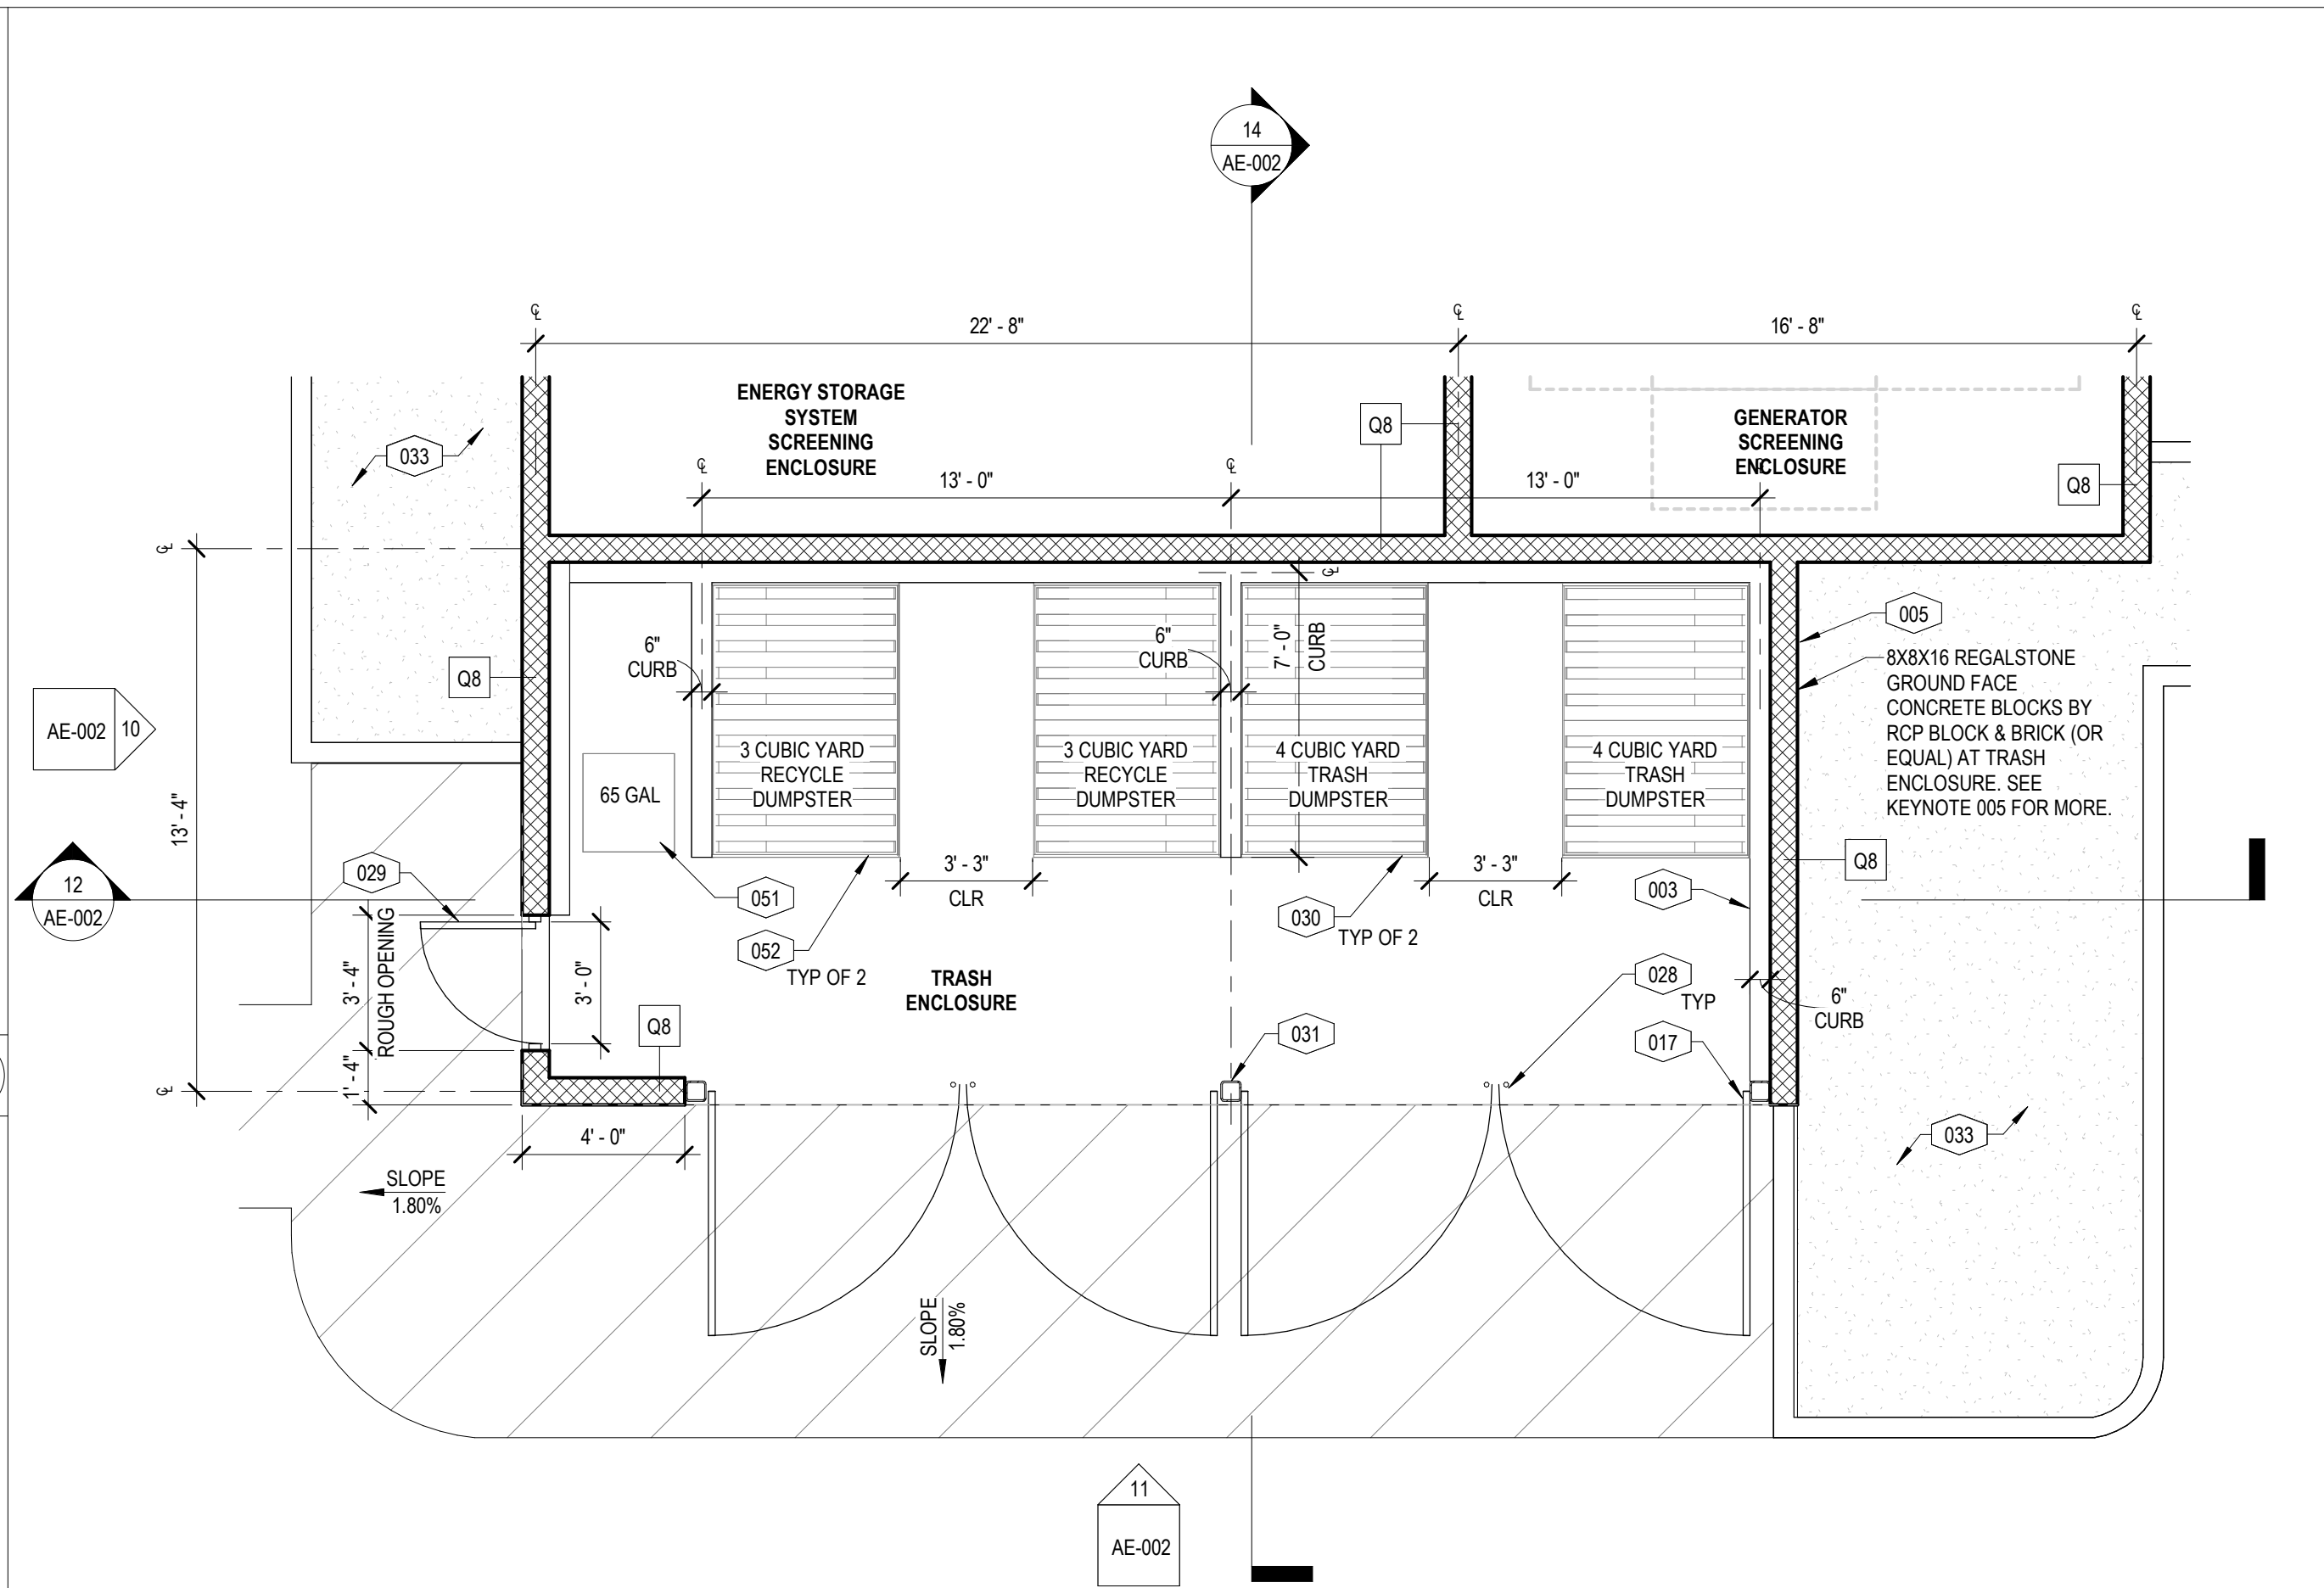 14
AE-002
℄
℄
℄
22' - 8"
16' - 8"
ENERGY STORAGE
SYSTEM
SCREENING
ENCLOSURE
GENERATOR
SCREENING
ENCLOSURE
Q8
Q8
033
℄
℄
℄
13' - 0"
13' - 0"
℄
℄
6"
CURB
6"
CURB
7' - 0"
CURB
005
8X8X16 REGALSTONE
GROUND FACE
CONCRETE BLOCKS BY
RCP BLOCK & BRICK (OR
EQUAL) AT TRASH
ENCLOSURE. SEE
KEYNOTE 005 FOR MORE.
Q8
AE-002
10
13' - 4"
65 GAL
3 CUBIC YARD
RECYCLE
DUMPSTER
3 CUBIC YARD
RECYCLE
DUMPSTER
4 CUBIC YARD
TRASH
DUMPSTER
4 CUBIC YARD
TRASH
DUMPSTER
12
AE-002
029
3' - 3"
CLR
3' - 3"
CLR
Q8
051
052
TYP OF 2
030
TYP OF 2
003
3' - 4"
ROUGH OPENING
3' - 0"
TRASH
ENCLOSURE
028
TYP
6"
CURB
Q8
031
017
℄
1' - 4"
4' - 0"
033
SLOPE
1.80%
SLOPE
1.80%
11
AE-002